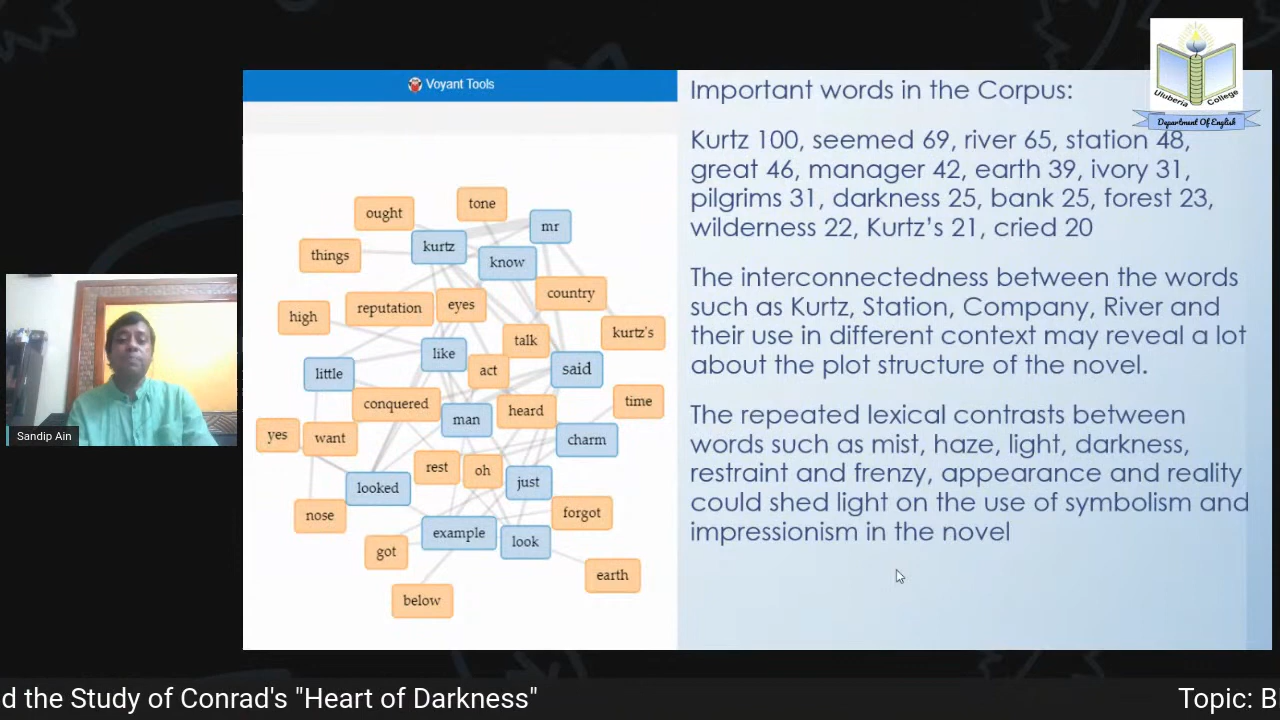 Voyant Tools
ought
tone
mr
kurtz
know
things
country
reputation
eyes
high
talk
kurtz's
like
act
said
little
conquered
heard
time
man
charm
yes
want
rest
oh
just
looked
nose
forgot
example
look
got
earth
below
Important words in the Corpus:
Kurtz 100, seemed 69, river 65, station 48,
great 46, manager 42, earth 39, ivory 31,
pilgrims 31, darkness 25, bank 25, forest 23,
wilderness 22, Kurtz’s 21, cried 20
The interconnectedness between the words
such as Kurtz, Station, Company, River and
their use in different context may reveal a lot
about the plot structure of the novel.
The repeated lexical contrasts between
words such as mist, haze, light, darkness,
restraint and frenzy, appearance and reality
could shed light on the use of symbolism and
impressionism in the novel
Uluberia College
Department Of English
Sandip Ain
d the Study of Conrad's "Heart of Darkness"
Topic: B